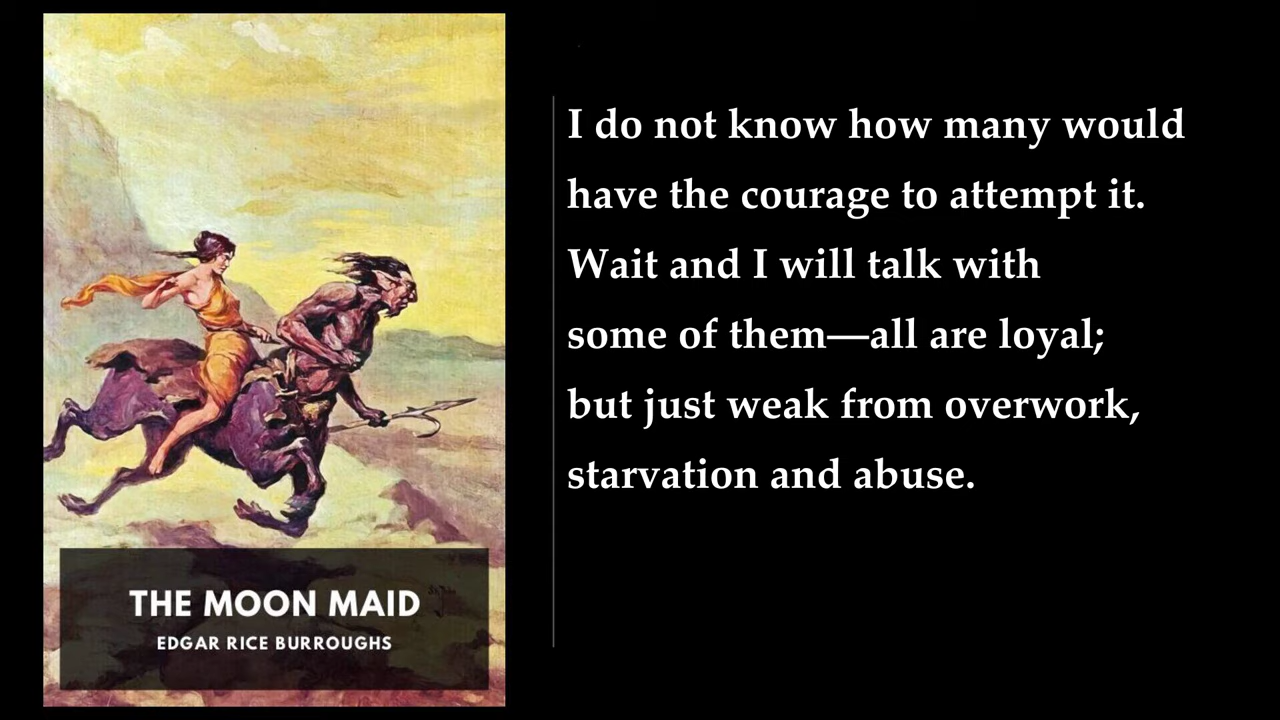 THE MOON MAID
EDGAR RICE BURROUGHS
I do not know how many would
have the courage to attempt it.
Wait and I will talk with
some of them—all are loyal;
but just weak from overwork,
starvation and abuse.